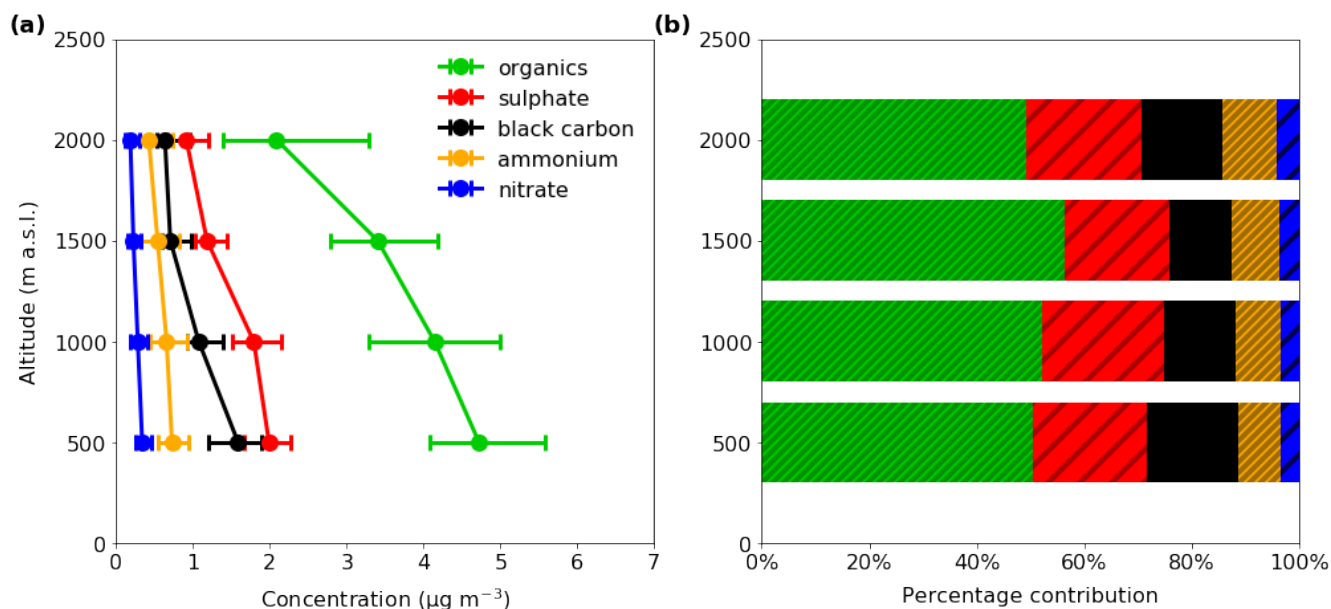 (a)
2500
2000
1500
1000
500
0
Altitude (m a.s.l.)
organics
sulphate
black carbon
ammonium
nitrate
0 1 2 3 4 5 6 7
Concentration (μg m⁻³)
(b)
2500
2000
1500
1000
500
0
0% 20% 40% 60% 80% 100%
Percentage contribution